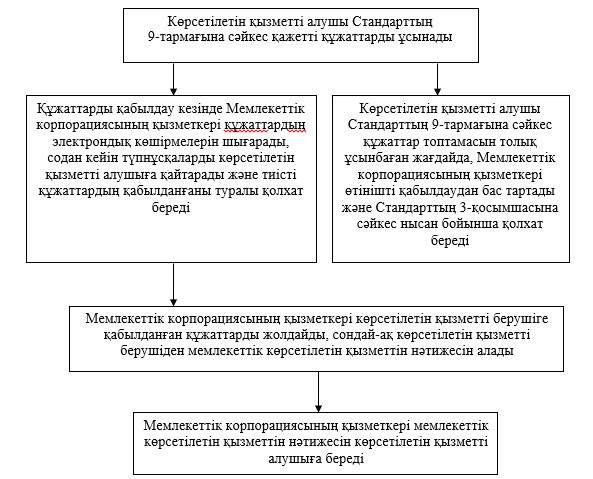 Көрсетілетін қызметті алушы Стандарттың
9-тармағына сәйкес қажетті құжаттарды ұсынады
Құжаттарды қабылдау кезінде Мемлекеттік
корпорациясының қызметкері құжаттардың
электрондық көшірмелерін шығарады,
содан кейін түпнұсқаларды көрсетілетін
қызметті алушыға қайтарады және тиісті
құжаттардың қабылданғаны туралы қолхат
береді
Көрсетілетін қызметті алушы
Стандарттың 9-тармағына сәйкес
құжаттар топтамасын толық
ұсынбаған жағдайда, Мемлекеттік
корпорациясының қызметкері
өтінішті қабылдаудан бас тартады
және Стандарттың 3-қосымшасына
сәйкес нысан бойынша қолхат
береді
Мемлекеттік корпорациясының қызметкері көрсетілетін қызметті берушіге
қабылданған құжаттарды жолдайды, сондай-ақ көрсетілетін қызметті
берушіден мемлекеттік көрсетілетін қызметтін нәтижесін алады
Мемлекеттік корпорациясының қызметкері мемлекеттік
көрсетілетін қызметтін нәтижесін көрсетілетін қызметті
алушыға береді